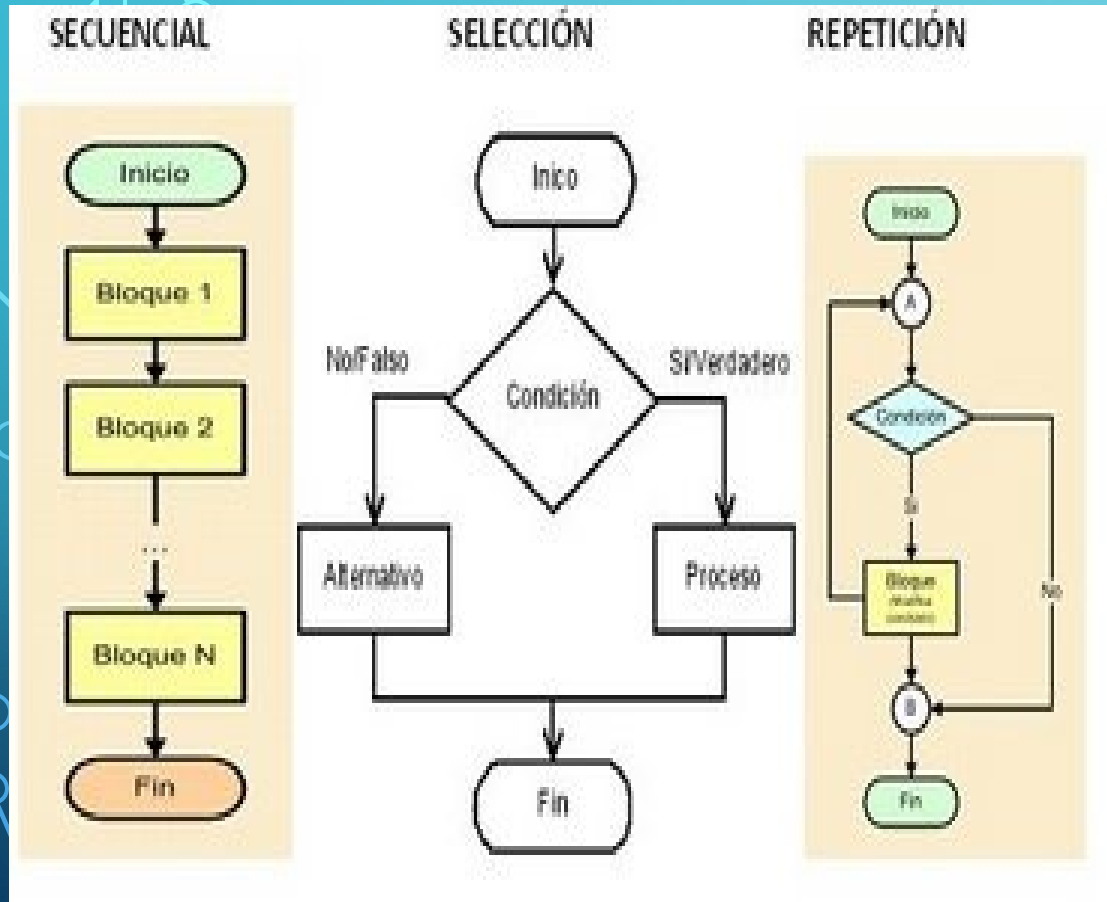 SECUENCIAL
SELECCIÓN
REPETICIÓN
Inicio
Bloque 1
Bloque 2
...
Bloque N
Fin
Inico
Condición
No/Falso
Si/Verdadero
Alternativo
Proceso
Fin
Inicio
A
Condición
Si
No
Bloque
B
Fin